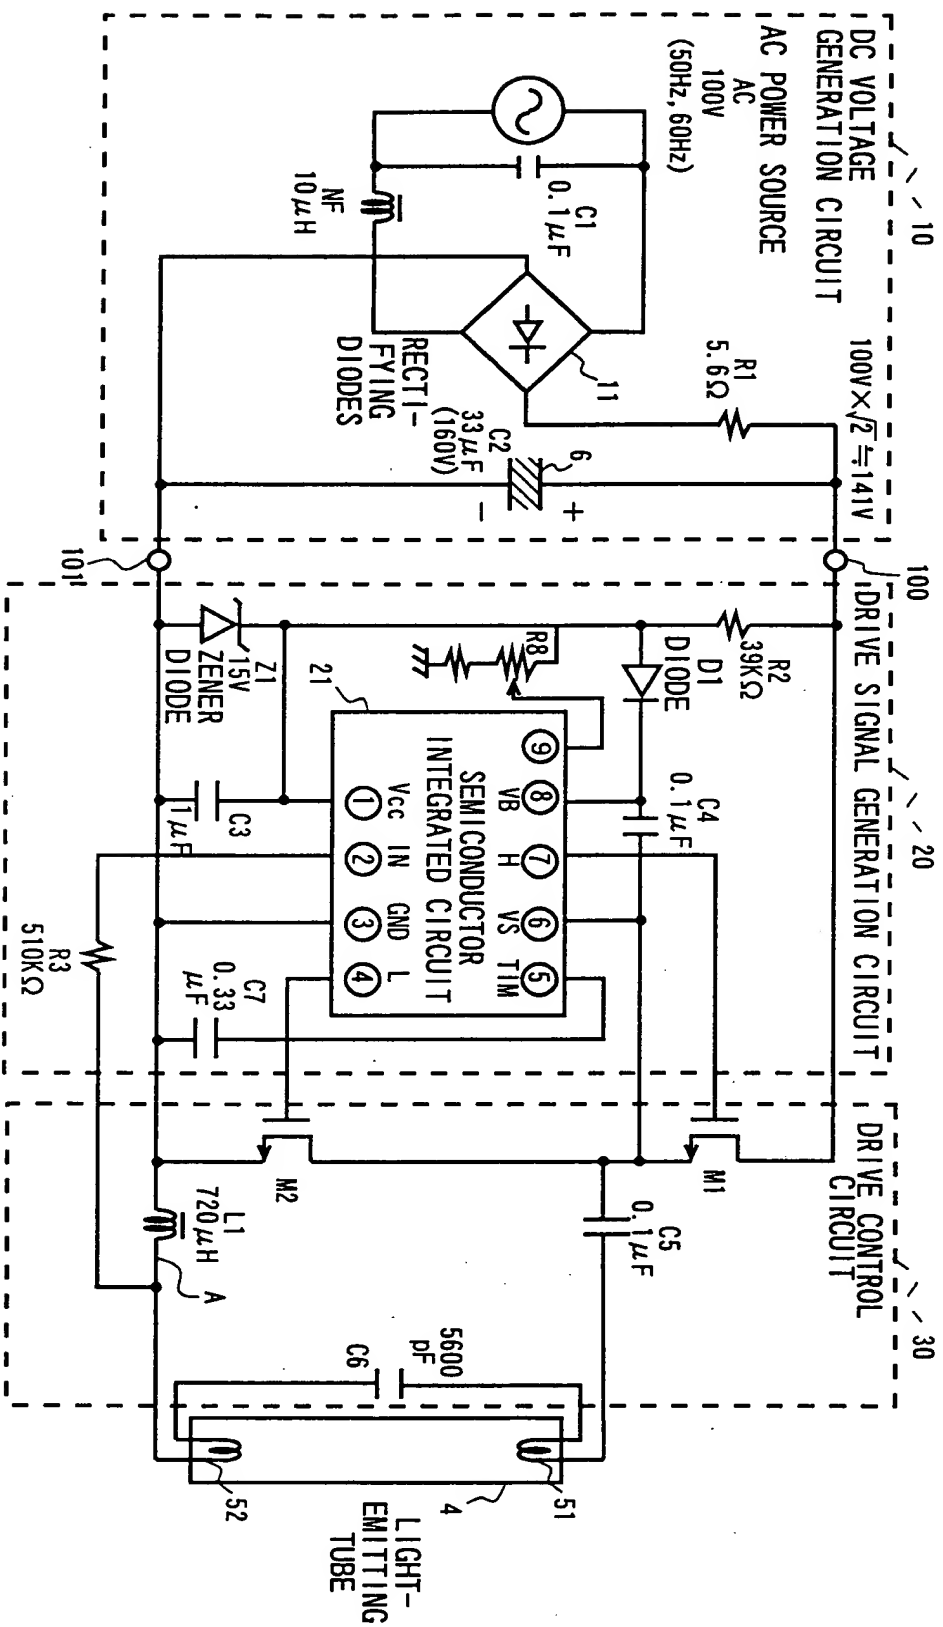 10
DC VOLTAGE
GENERATION CIRCUIT
AC POWER SOURCE
AC
100V
(50Hz, 60Hz)
C1
0.1μF
NF
10μH
11
RECTI-
FYING
DIODES
R1
5.6Ω
100V×√2≒141V
6
C2
33μF
(160V)
+
−
100
101
20
DRIVE SIGNAL GENERATION CIRCUIT
R2
39KΩ
D1
DIODE
R8
Z1
15V
ZENER
DIODE
C4
0.1μF
21
SEMICONDUCTOR
INTEGRATED CIRCUIT
9
8
VB
7
H
6
VS
5
TIM
1
Vcc
2
IN
3
GND
4
L
C3
1μF
R3
510KΩ
C7
0.33
μF
30
DRIVE CONTROL
CIRCUIT
M1
M2
C5
0.1μF
L1
720μH
A
5600
pF
C6
51
52
4
LIGHT-
EMITTING
TUBE